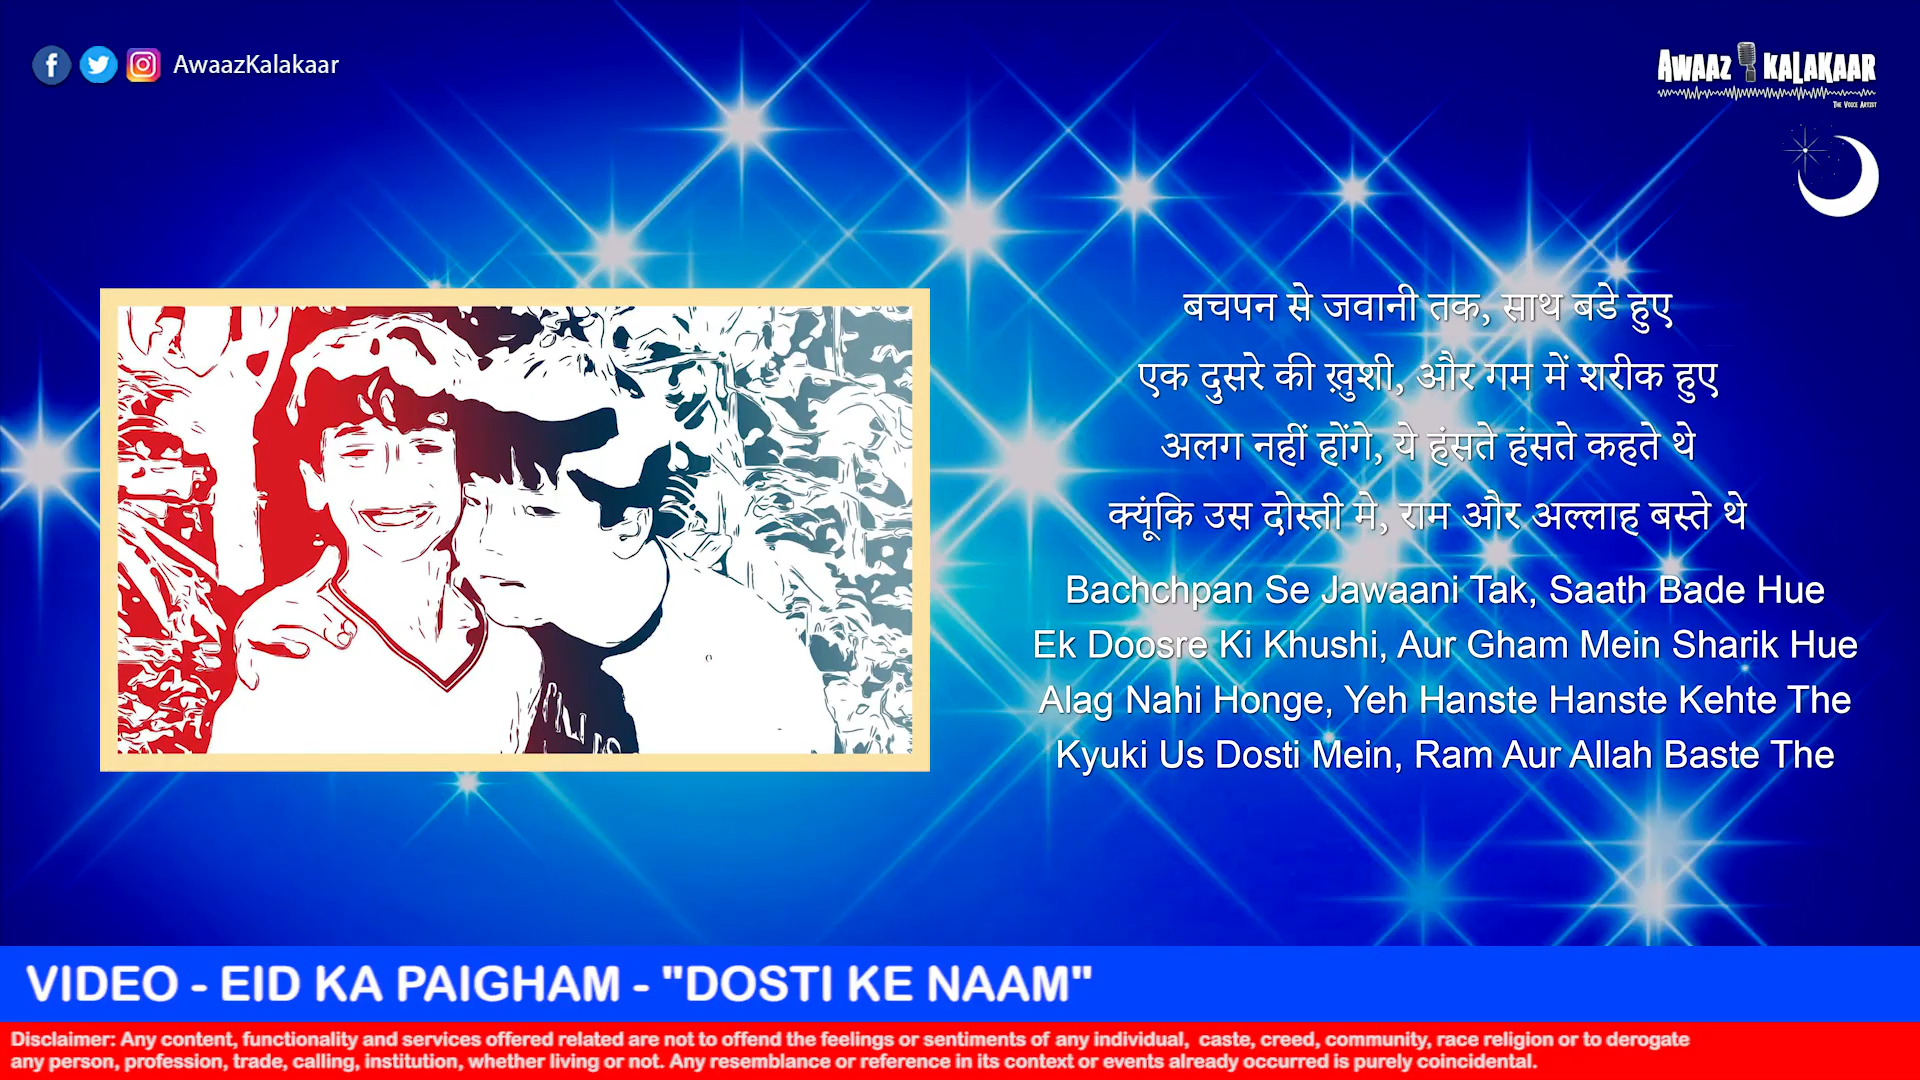 AwaazKalakaar
AWAAZ KALAKAAR
THE VOICE ARTIST
बचपन से जवानी तक, साथ बडे हुए
एक दुसरे की ख़ुशी, और गम में शरीक हुए
अलग नहीं होंगे, ये हंसते हंसते कहते थे
क्यूंकि उस दोस्ती मे, राम और अल्लाह बस्ते थे
Bachchpan Se Jawaani Tak, Saath Bade Hue
Ek Doosre Ki Khushi, Aur Gham Mein Sharik Hue
Alag Nahi Honge, Yeh Hanste Hanste Kehte The
Kyuki Us Dosti Mein, Ram Aur Allah Baste The
VIDEO - EID KA PAIGHAM - "DOSTI KE NAAM"
Disclaimer: Any content, functionality and services offered related are not to offend the feelings or sentiments of any individual, caste, creed, community, race religion or to derogate
any person, profession, trade, calling, institution, whether living or not. Any resemblance or reference in its context or events already occurred is purely coincidental.